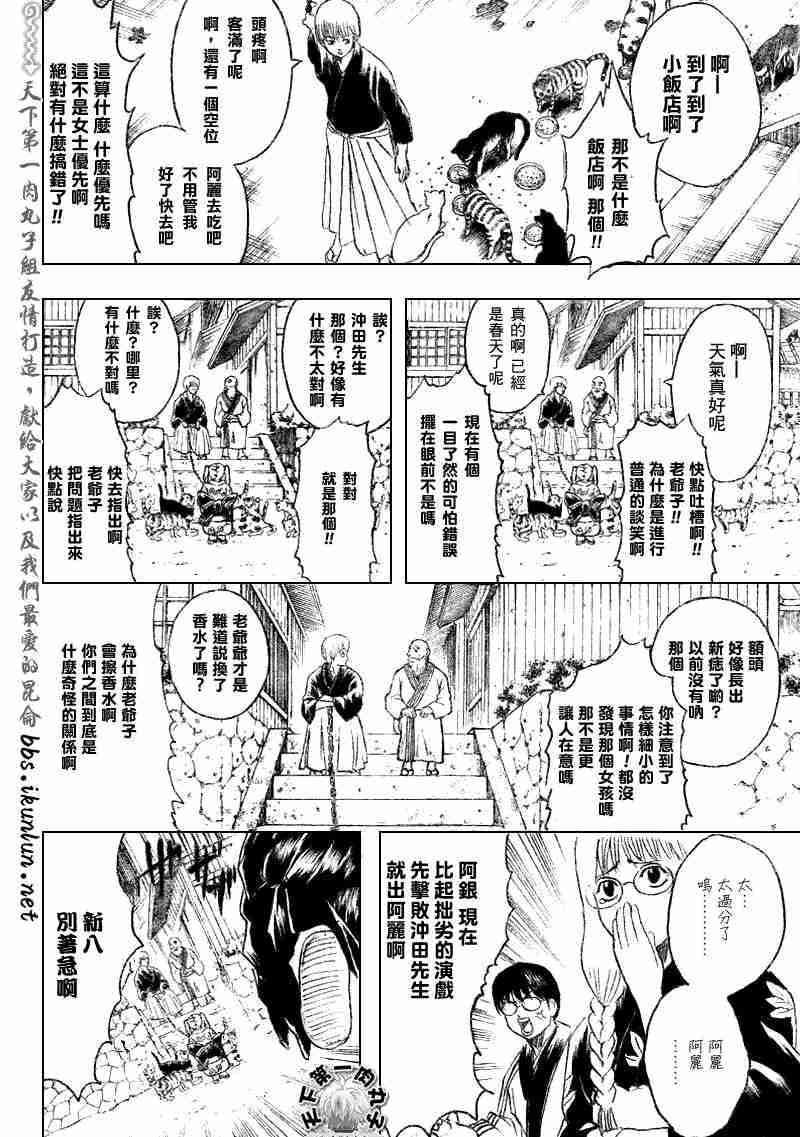 啊—
到了到了
小飯店啊
那不是什麼
飯店啊 那個!!
頭疼啊
客滿了呢
啊，還有一個空位
阿麗去吃吧
不用管我
好了快去吧
這算什麼 什麼優先嗎
這不是女士優先啊
絕對有什麼搞錯了!!
啊—
天氣真好呢
真的啊 已經
是春天了呢
快點吐槽啊!!
老爺子!!
為什麼是進行
普通的談笑啊
現在有個
一目了然的可怕錯誤
擺在眼前不是嗎
誒？
沖田先生
那個？好像有
什麼不太對啊
對對
就是那個!!
誒？
什麼？哪里？
有什麼不對嗎
快去指出啊
老爺子
把問題指出來
快點說
額頭
好像長出
新痣了喲？
以前沒有吶
那個
你注意到了
怎樣細小的
事情啊！都沒
發現那個女孩嗎
那不是更
讓人在意嗎
老爺爺才是
難道説換了
香水了嗎？
為什麼老爺子
會擦香水啊
你們之間到底是
什麼奇怪的關係啊
太…
太過分了
嗚………
阿麗
阿麗………
阿銀 現在
比起拙劣的演戲
先擊敗沖田先生
就出阿麗啊
新八
別著急啊
天下第一肉丸子組友情打造，獻給大家以及我們最愛的昆侖 bbs.ikunlun.net
天下第一肉丸子